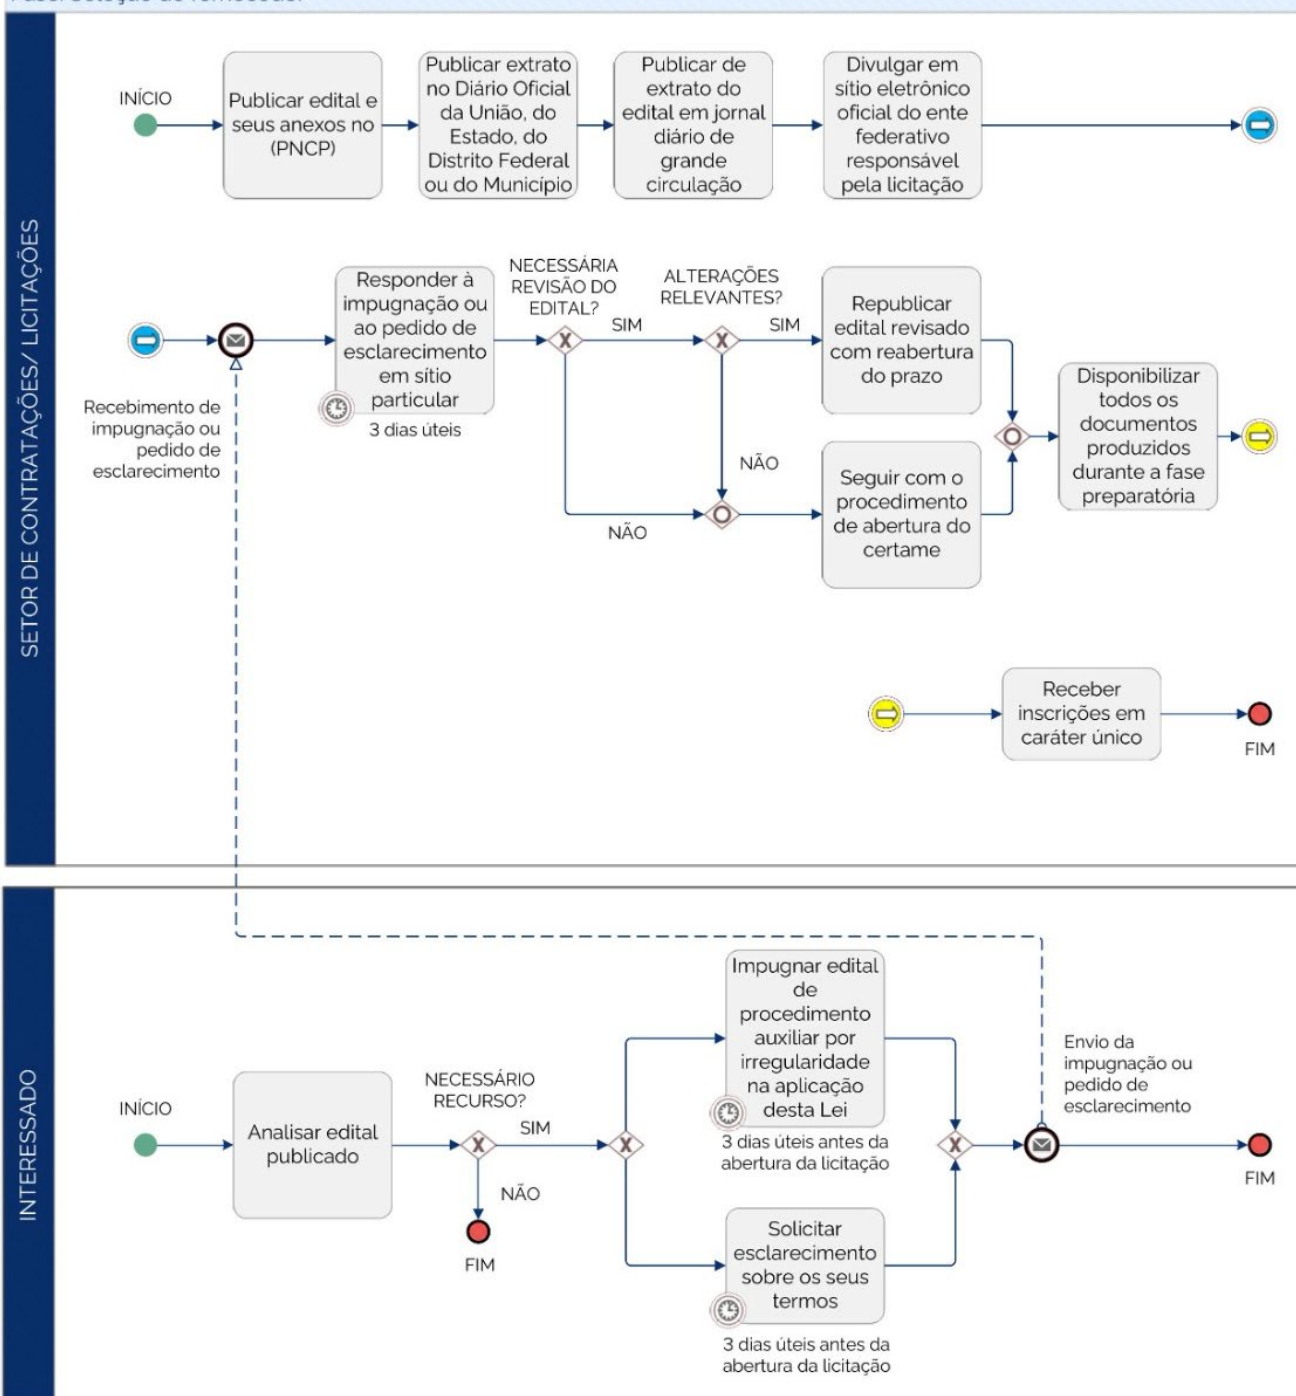 SETOR DE CONTRATAÇÕES/ LICITAÇÕES
INÍCIO
Publicar edital e
seus anexos no
(PNCP)
Publicar extrato
no Diário Oficial
da União, do
Estado, do
Distrito Federal
ou do Município
Publicar de
extrato do
edital em jornal
diário de
grande
circulação
Divulgar em
sítio eletrônico
oficial do ente
federativo
responsável
pela licitação
Recebimento de
impugnação ou
pedido de
esclarecimento
Responder à
impugnação ou
ao pedido de
esclarecimento
em sítio
particular
3 dias úteis
NECESSÁRIA
REVISÃO DO
EDITAL?
SIM
NÃO
ALTERAÇÕES
RELEVANTES?
SIM
NÃO
Republicar
edital revisado
com reabertura
do prazo
Seguir com o
procedimento
de abertura do
certame
Disponibilizar
todos os
documentos
produzidos
durante a fase
preparatória
Receber
inscrições em
caráter único
FIM
INTERESSADO
INÍCIO
Analisar edital
publicado
NECESSÁRIO
RECURSO?
SIM
NÃO
FIM
Impugnar edital
de
procedimento
auxiliar por
irregularidade
na aplicação
desta Lei
3 dias úteis antes da
abertura da licitação
Solicitar
esclarecimento
sobre os seus
termos
3 dias úteis antes da
abertura da licitação
Envio da
impugnação ou
pedido de
esclarecimento
FIM